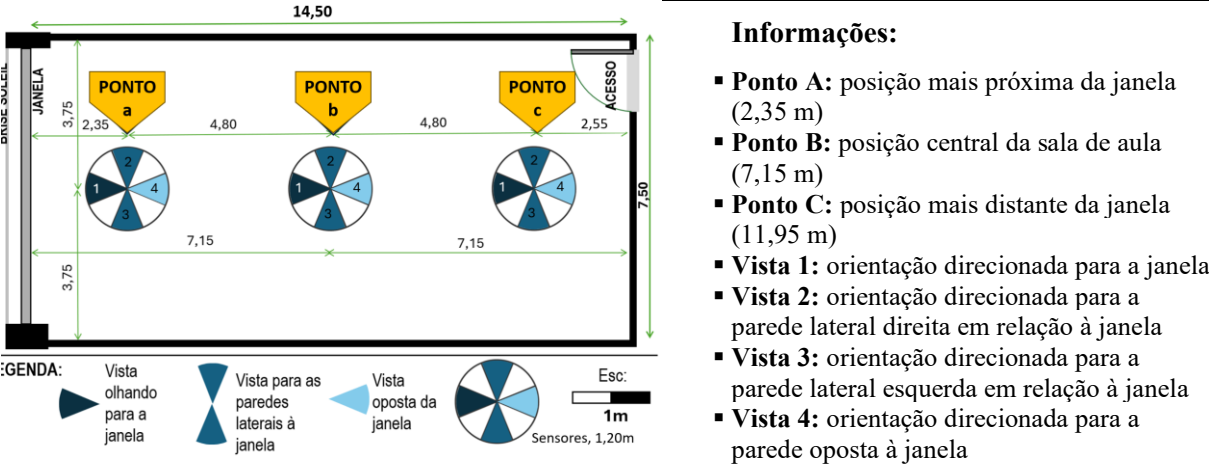 14,50
BRISE SOLEIL
JANELA
3,75
PONTO
a
PONTO
b
PONTO
c
ACESSO
2,35
4,80
4,80
2,55
2
1
4
3
2
1
4
3
2
1
4
3
7,50
7,15
7,15
3,75
EGENDA:
Vista
olhando
para a
janela
Vista para as
paredes
laterais à
janela
Vista
oposta da
janela
Esc:
1m
Sensores, 1,20m
Informações:
▪ Ponto A: posição mais próxima da janela
(2,35 m)
▪ Ponto B: posição central da sala de aula
(7,15 m)
▪ Ponto C: posição mais distante da janela
(11,95 m)
▪ Vista 1: orientação direcionada para a janela
▪ Vista 2: orientação direcionada para a
parede lateral direita em relação à janela
▪ Vista 3: orientação direcionada para a
parede lateral esquerda em relação à janela
▪ Vista 4: orientação direcionada para a
parede oposta à janela